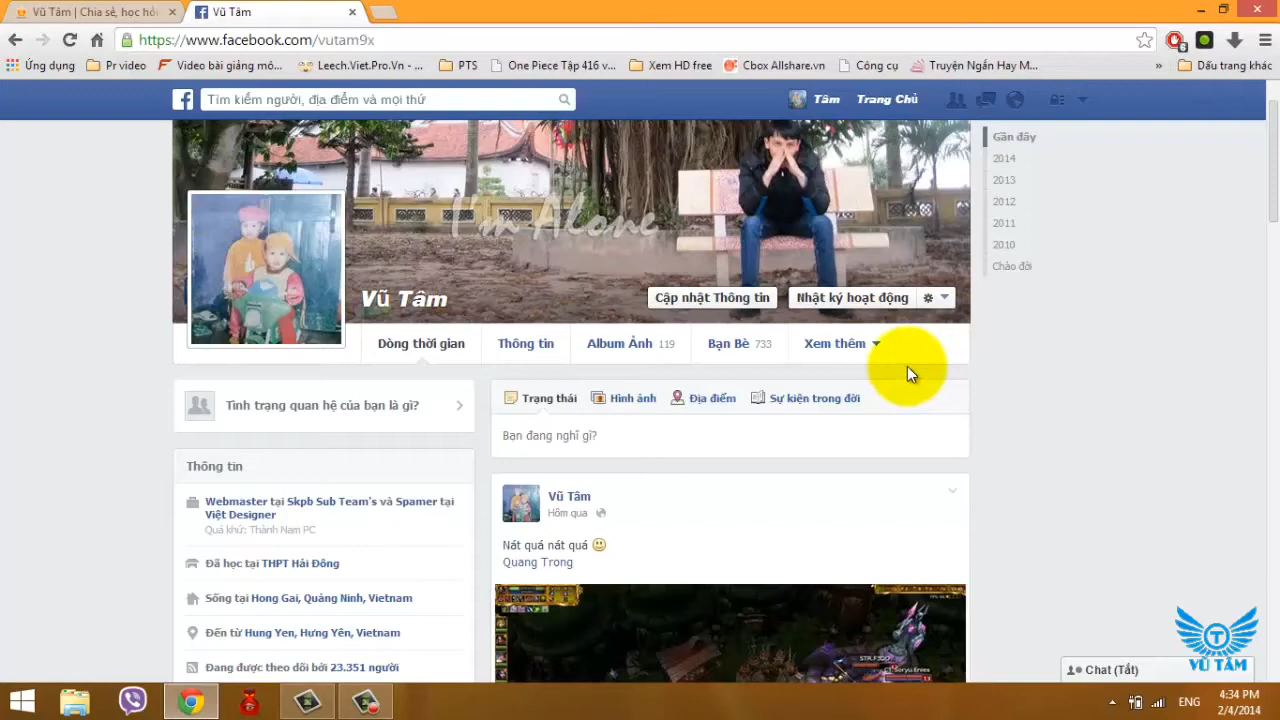 Vũ Tâm | Chia sẻ, học hỏi
Vũ Tâm
https://www.facebook.com/vutam9x
6
Ứng dụng
Pr video
Video bài giảng mô...
Leech.Viet.Pro.Vn - ...
PTS
One Piece Tập 416 v...
Xem HD free
Cbox Allshare.vn
Công cụ
Truyện Ngắn Hay M...
»
Dấu trang khác
Tìm kiếm người, địa điểm và mọi thứ
Tâm
Trang Chủ
Gần đây
2014
2013
2012
2011
2010
Chào đời
I'm Alone
Vũ Tâm
Cập nhật Thông tin
Nhật ký hoạt động
Dòng thời gian
Thông tin
Album Ảnh 119
Bạn Bè 733
Xem thêm
Tình trạng quan hệ của bạn là gì?
Trạng thái
Hình ảnh
Địa điểm
Sự kiện trong đời
Bạn đang nghĩ gì?
Thông tin
Webmaster tại Skpb Sub Team's và Spamer tại
Việt Designer
Quá khứ: Thành Nam PC
Đã học tại THPT Hải Đông
Sống tại Hong Gai, Quảng Ninh, Vietnam
Đến từ Hung Yen, Hưng Yên, Vietnam
Đang được theo dõi bởi 23.351 người
Vũ Tâm
Hôm qua
Nát quá nát quá
Quang Trong
VŨ TÂM
Chat (Tắt)
ENG
4:34 PM
2/4/2014